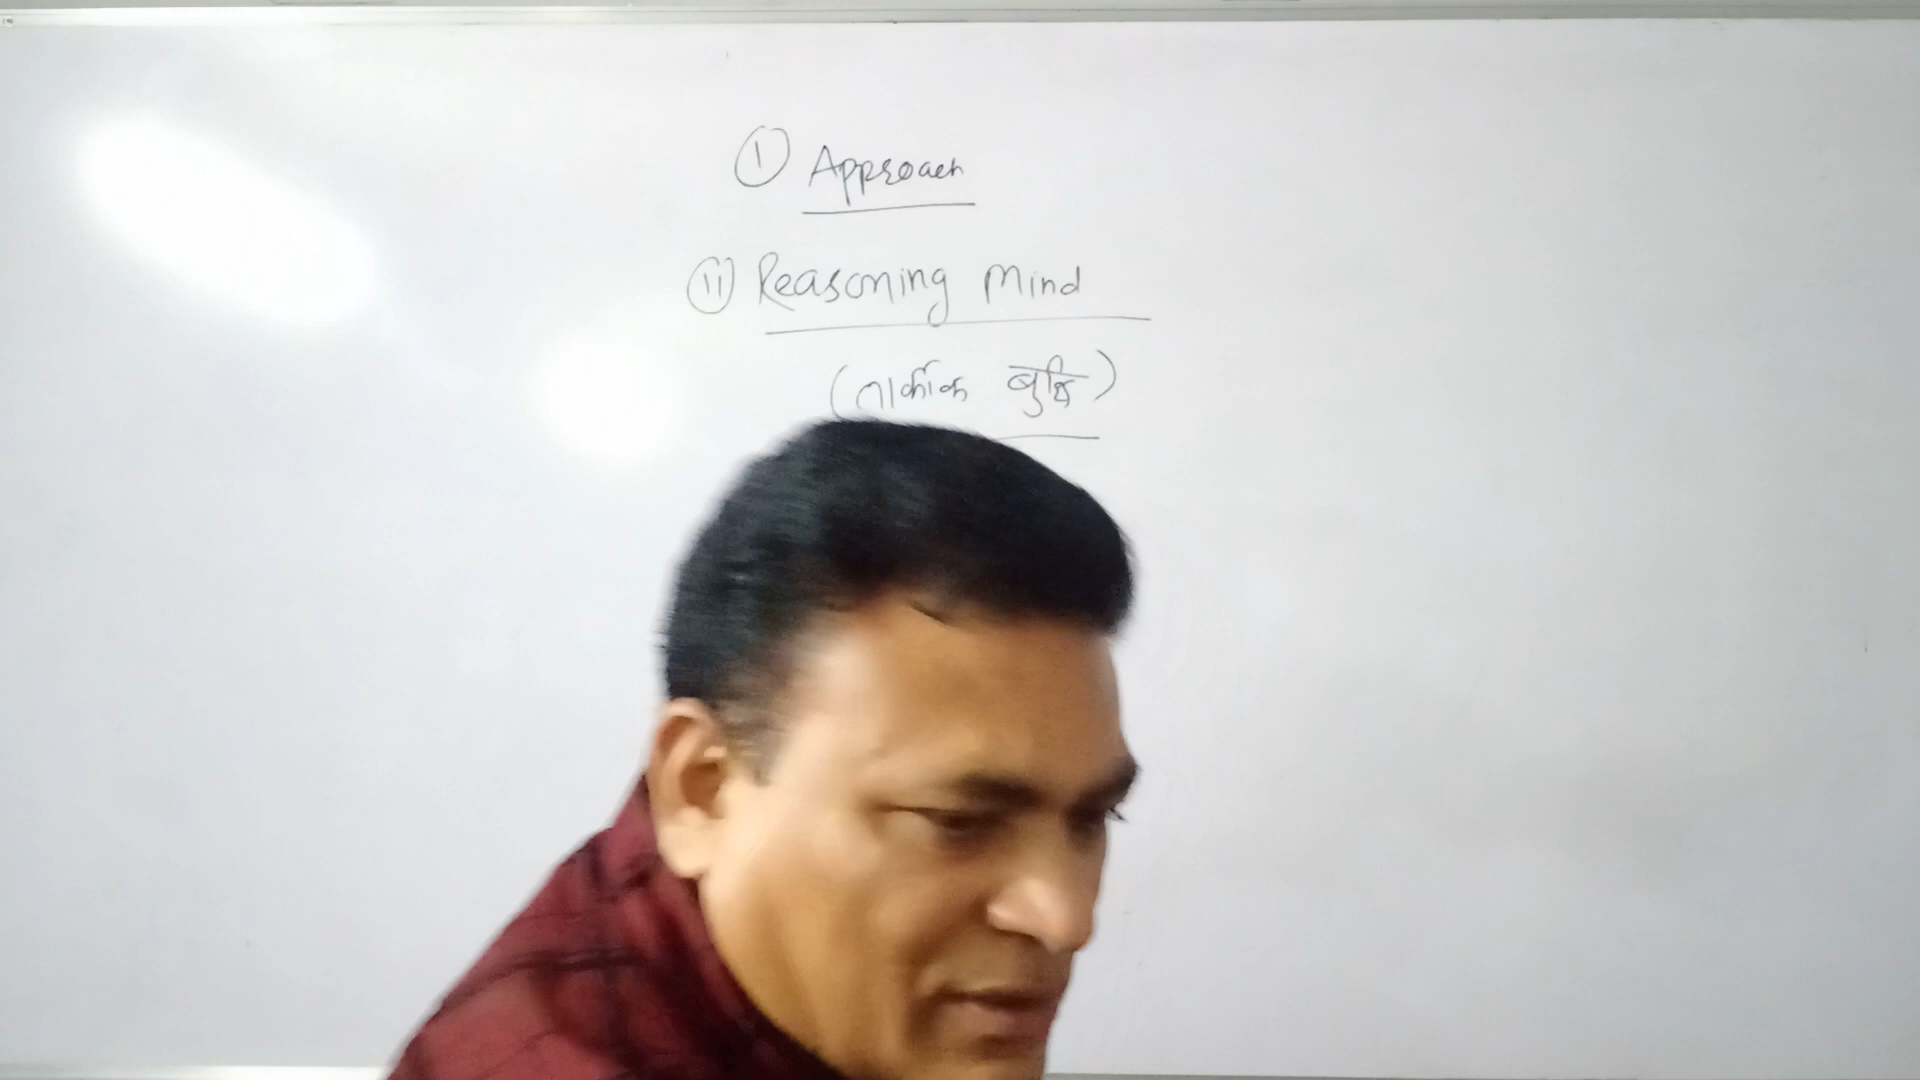 (i) Approach
(ii) Reasoning Mind
(तार्कीक बुद्धि)